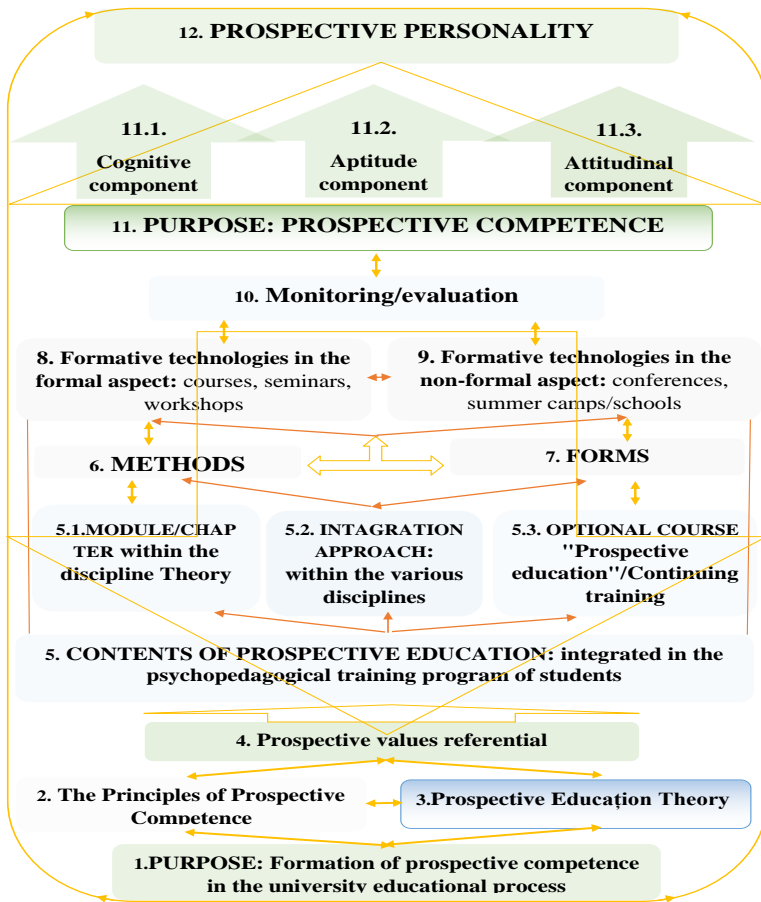 12. PROSPECTIVE PERSONALITY
11.1.
Cognitive
component
11.2.
Aptitude
component
11.3.
Attitudinal
component
11. PURPOSE: PROSPECTIVE COMPETENCE
10. Monitoring/evaluation
8. Formative technologies in the
formal aspect: courses, seminars,
workshops
9. Formative technologies in the
non-formal aspect: conferences,
summer camps/schools
6. METHODS
7. FORMS
5.1.MODULE/CHAP
TER within the
discipline Theory
5.2. INTAGRATION
APPROACH:
within the various
disciplines
5.3. OPTIONAL COURSE
"Prospective
education"/Continuing
training
5. CONTENTS OF PROSPECTIVE EDUCATION: integrated in the
psychopedagogical training program of students
4. Prospective values referential
2. The Principles of Prospective
Competence
3.Prospective Education Theory
1.PURPOSE: Formation of prospective competence
in the university educational process